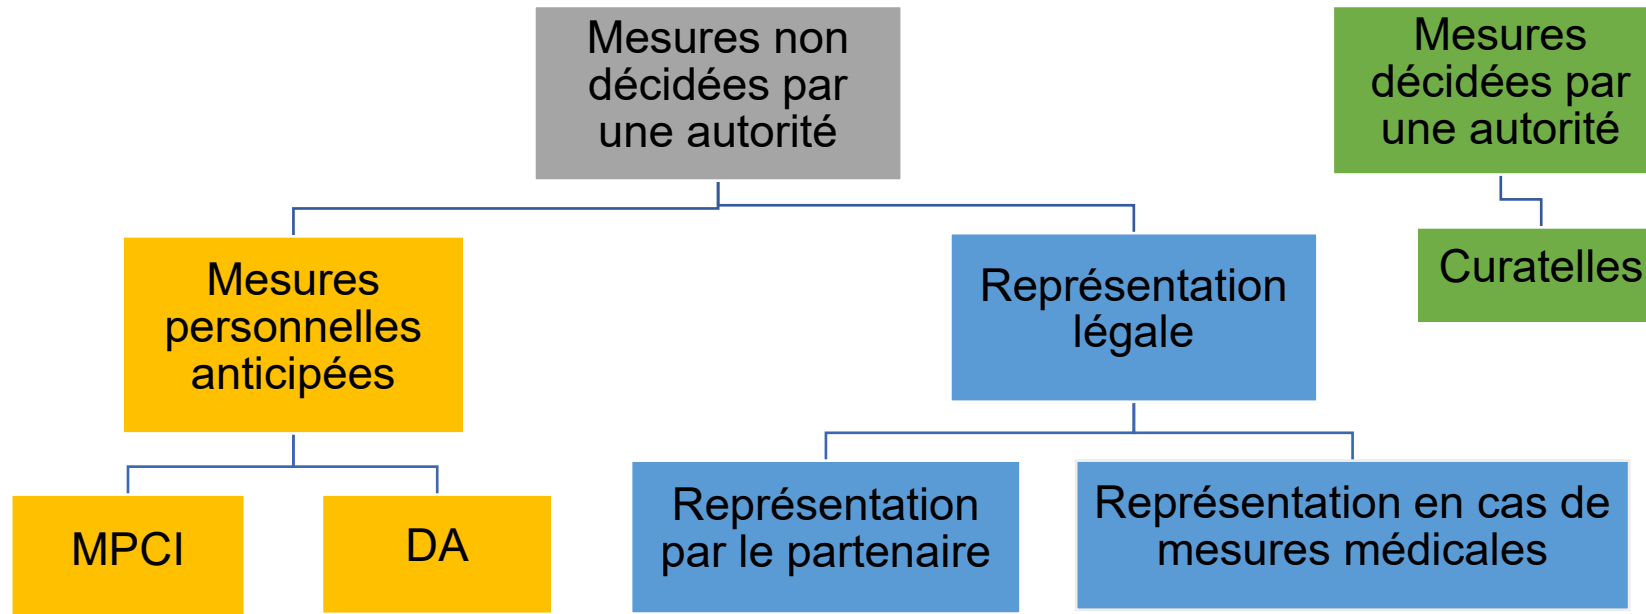 Mesures non
décidées par
une autorité
Mesures
décidées par
une autorité
Mesures
personnelles
anticipées
Représentation
légale
Curatelles
MPCI
DA
Représentation
par le partenaire
Représentation en cas de
mesures médicales